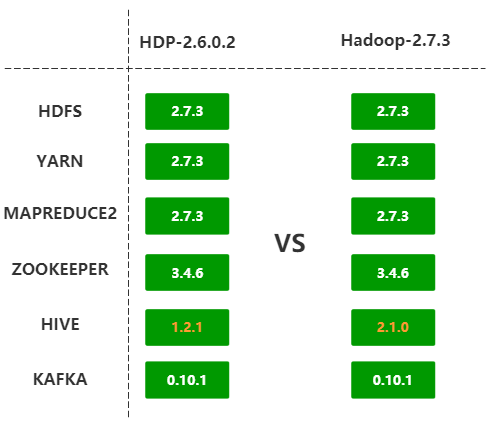 HDP-2.6.0.2 Hadoop-2.7.3
HDFS 2.7.3 2.7.3
YARN 2.7.3 2.7.3
MAPREDUCE2 2.7.3 2.7.3
VS
ZOOKEEPER 3.4.6 3.4.6
HIVE 1.2.1 2.1.0
KAFKA 0.10.1 0.10.1